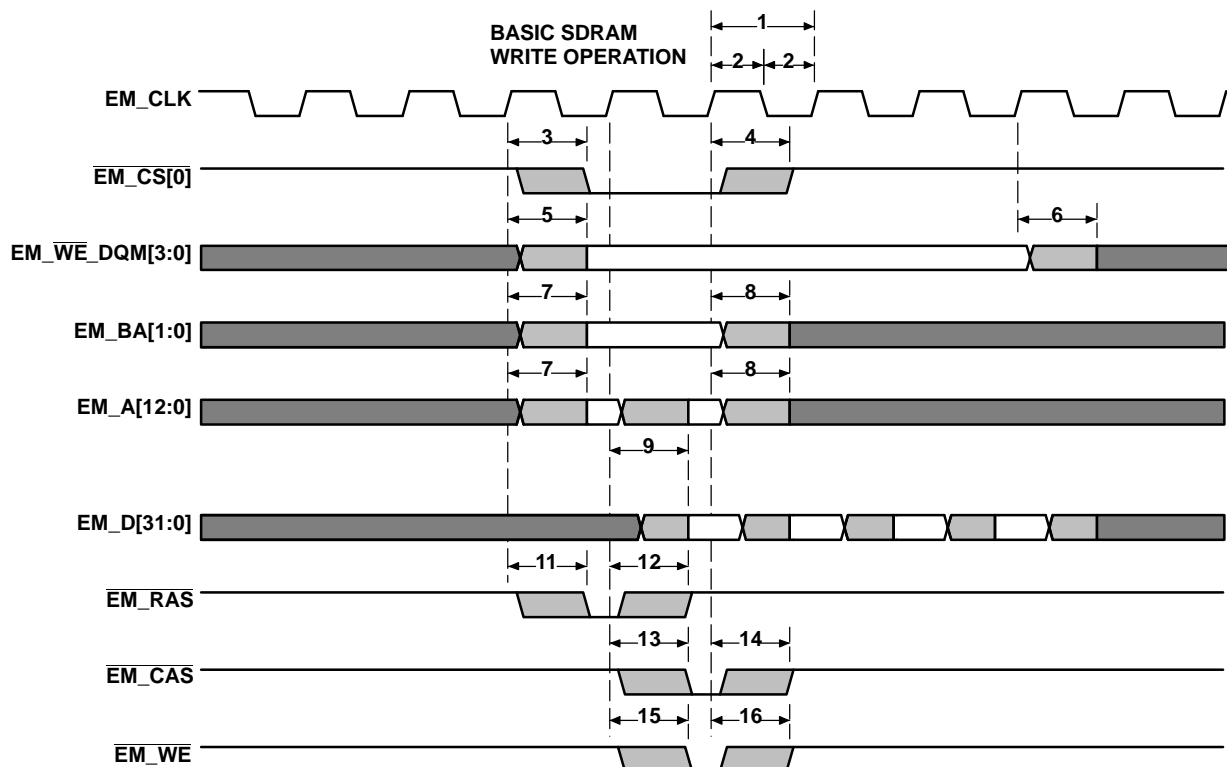 BASIC SDRAM
WRITE OPERATION
1
2 2
EM_CLK
3 4
EM_CS[0]
5 6
EM_WE_DQM[3:0]
7 8
EM_BA[1:0]
7 8
EM_A[12:0]
9
EM_D[31:0]
11 12
EM_RAS
13 14
EM_CAS
15 16
EM_WE